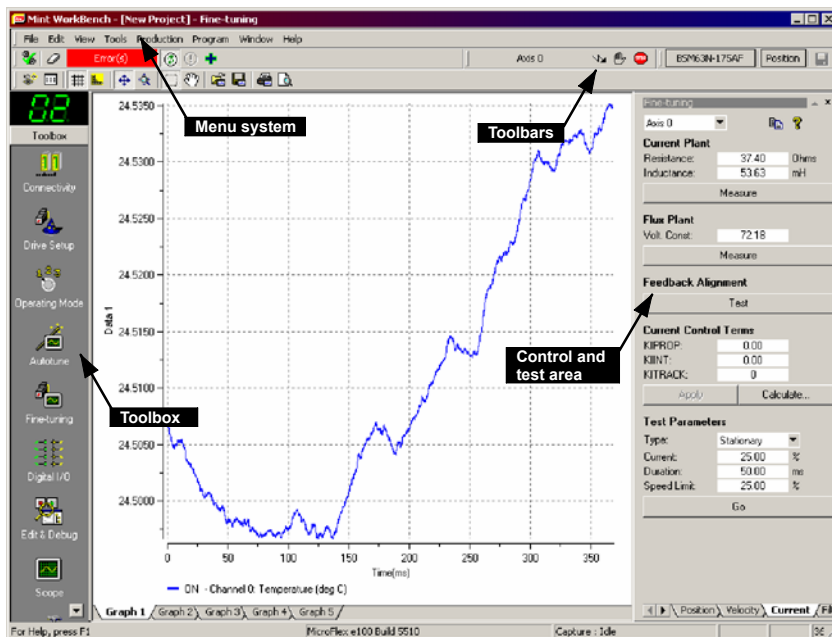 Mint WorkBench - [New Project] - Fine-tuning
File Edit View Tools Production Program Window Help
Error(s)
Axis 0
STOP
BSM63N-175AF
Position
02
Toolbox
Connectivity
Drive Setup
Operating Mode
Autotune
Fine-tuning
Digital I/O
Edit & Debug
Scope
Menu system
Toolbars
Toolbox
Control and
test area
24.5350
24.5300
24.5250
24.5200
24.5150
24.5100
24.5050
24.5000
Data 1
0 50 100 150 200 250 300 350
Time(ms)
ON - Channel 0: Temperature (deg C)
Graph 1 Graph 2 Graph 3 Graph 4 Graph 5
Fine-tuning
Axis 0
Current Plant
Resistance: 37.40 Ohms
Inductance: 53.63 mH
Measure
Flux Plant
Volt. Const: 72.18
Measure
Feedback Alignment
Test
Current Control Terms
KIPROP: 0.00
KIINT: 0.00
KITRACK: 0
Apply Calculate...
Test Parameters
Type: Stationary
Current: 25.00 %
Duration: 50.00 ms
Speed Limit: 25.00 %
Go
Position Velocity Current
For Help, press F1
MicroFlex e100 Build 5510
Capture : Idle